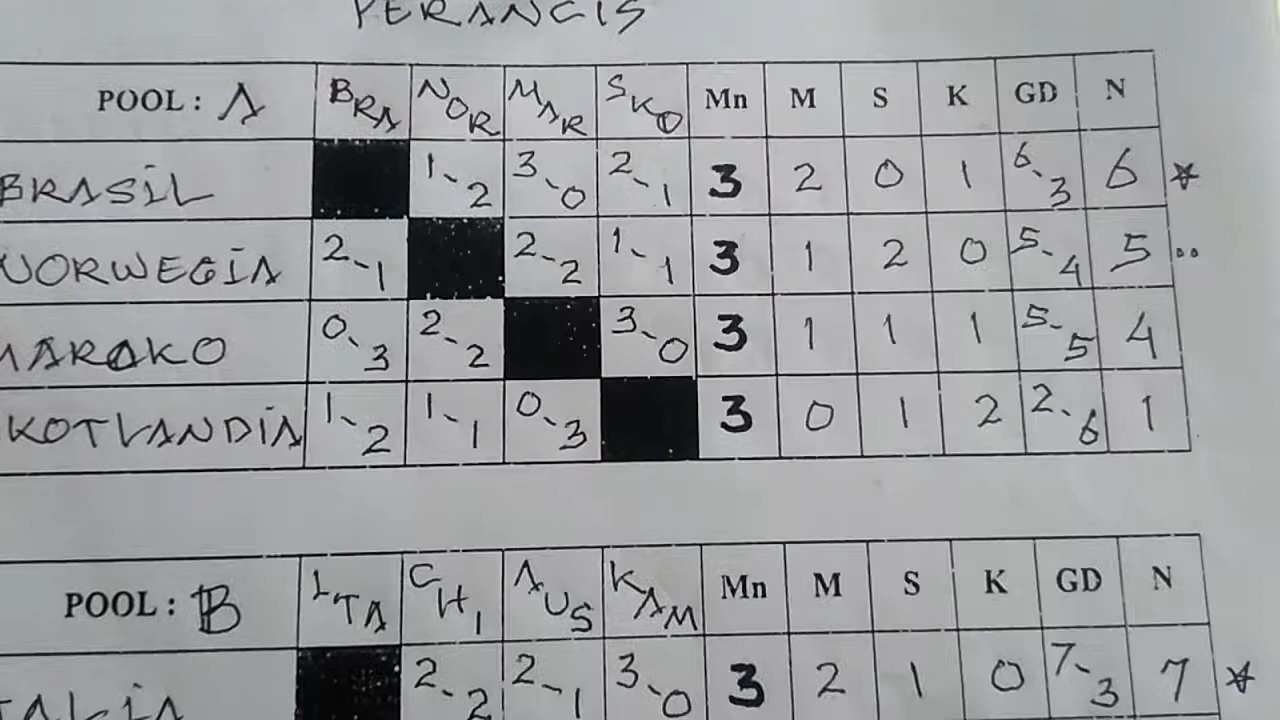 PERANCIS
POOL : A BRA NOR MAR SKO Mn M S K GD N
BRASIL 1-2 3-0 2-1 3 2 0 1 6-3 6 *
NORWEGIA 2-1 2-2 1-1 3 1 2 0 5-4 5 ..
MAROKO 0-3 2-2 3-0 3 1 1 1 5-5 4
KOTLANDIA 1-2 1-1 0-3 3 0 1 2 2-6 1
POOL : B ITA CHI AUS KAM Mn M S K GD N
TALIA 2-2 2-1 3-0 3 2 1 0 7-3 7 *